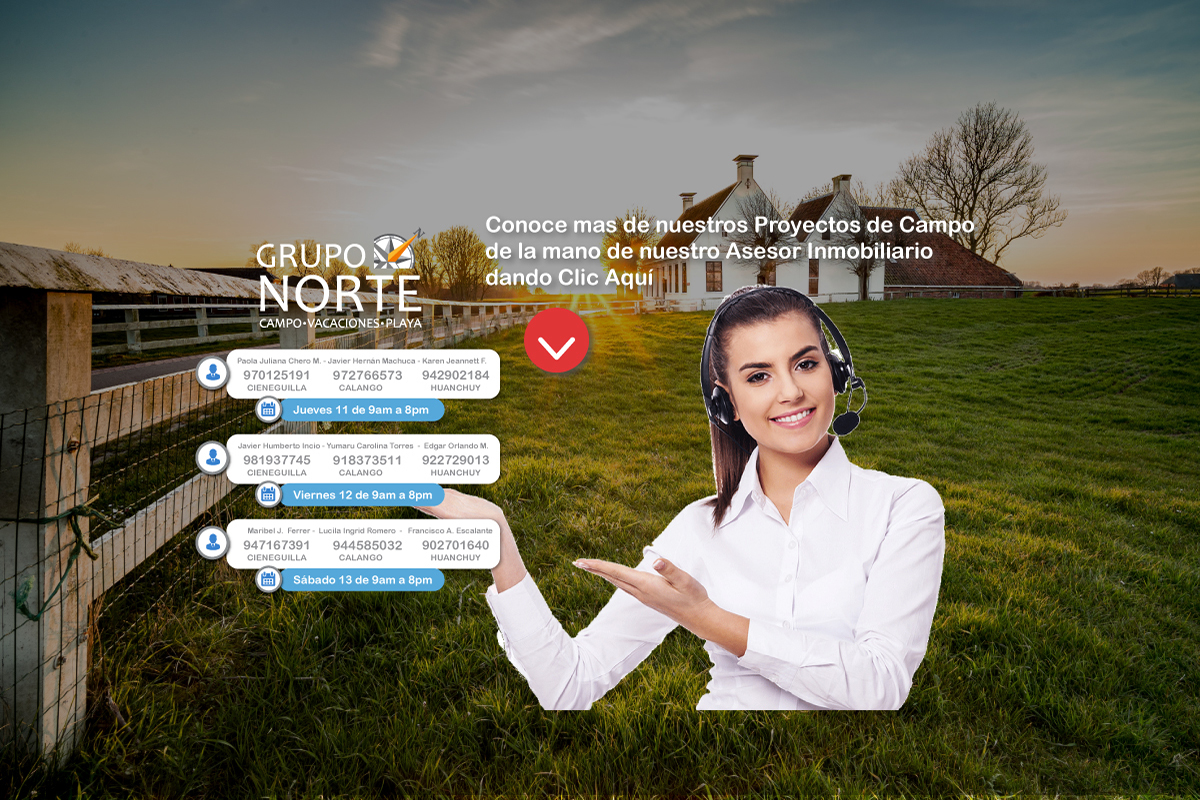 Conoce mas de nuestros Proyectos de Campo
de la mano de nuestro Asesor Inmobiliario
dando Clic Aquí
GRUPO
NORTE
CAMPO•VACACIONES•PLAYA
Paola Juliana Chero M. - Javier Hernán Machuca - Karen Jeannett F.
970125191 972766573 942902184
CIENEGUILLA CALANGO HUANCHUY
Jueves 11 de 9am a 8pm
Javier Humberto Incio - Yumaru Carolina Torres - Edgar Orlando M.
981937745 918373511 922729013
CIENEGUILLA CALANGO HUANCHUY
Viernes 12 de 9am a 8pm
Maribel J. Ferrer - Lucila Ingrid Romero - Francisco A. Escalante
947167391 944585032 902701640
CIENEGUILLA CALANGO HUANCHUY
Sábado 13 de 9am a 8pm